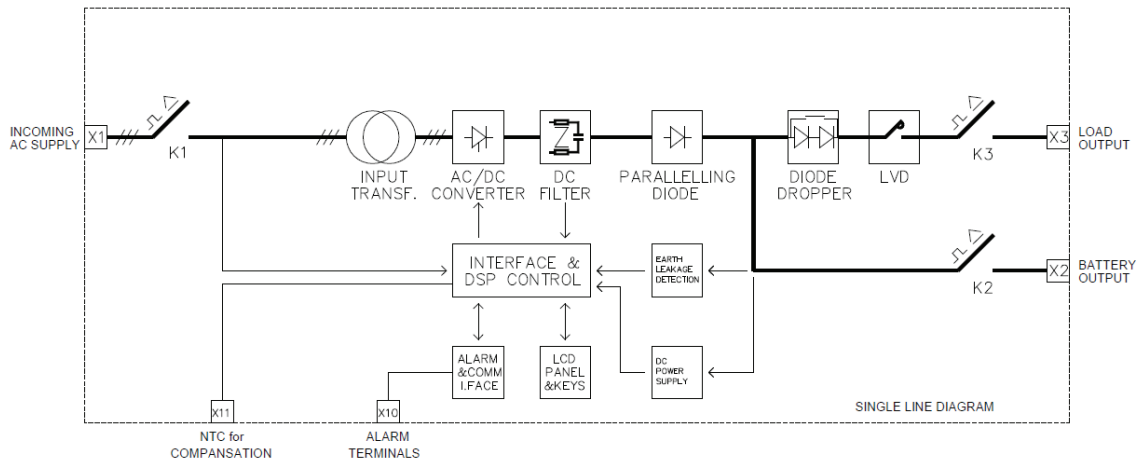 INCOMING
AC SUPPLY
X1
K1
INPUT
TRANSF.
AC/DC
CONVERTER
DC
FILTER
PARALLELING
DIODE
DIODE
DROPPER
LVD
K3
X3
LOAD
OUTPUT
INTERFACE &
DSP CONTROL
EARTH
LEAKAGE
DETECTION
K2
X2
BATTERY
OUTPUT
ALARM
&COMM
I.FACE
LCD
PANEL
&KEYS
DC
POWER
SUPPLY
X11
X10
SINGLE LINE DIAGRAM
NTC for
COMPANSATION
ALARM
TERMINALS